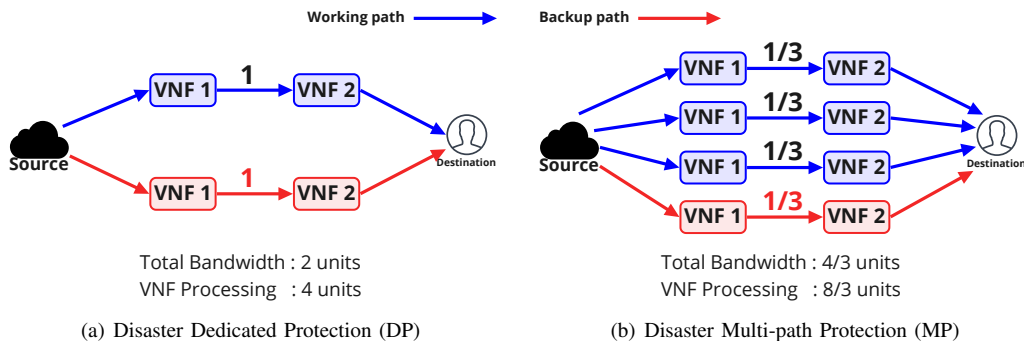 Working path
Backup path
1
VNF 1
VNF 2
Source
Destination
1
VNF 1
VNF 2
Total Bandwidth : 2 units
VNF Processing : 4 units
(a) Disaster Dedicated Protection (DP)
1/3
VNF 1
VNF 2
1/3
VNF 1
VNF 2
Source
Destination
1/3
VNF 1
VNF 2
1/3
VNF 1
VNF 2
Total Bandwidth : 4/3 units
VNF Processing : 8/3 units
(b) Disaster Multi-path Protection (MP)